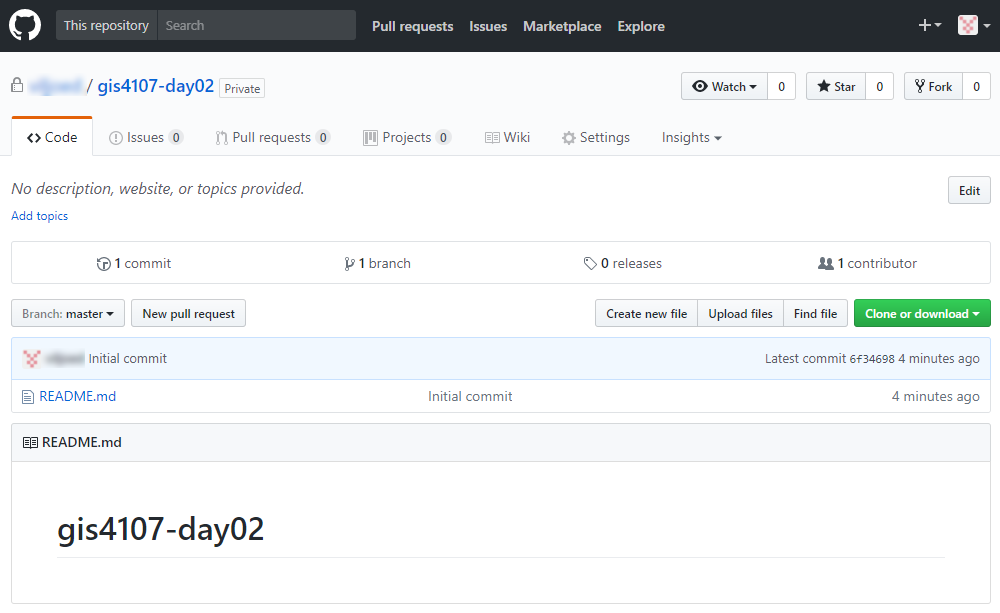 This repository Search Pull requests Issues Marketplace Explore
/ gis4107-day02 Private Watch 0 Star 0 Fork 0
Code Issues 0 Pull requests 0 Projects 0 Wiki Settings Insights
No description, website, or topics provided. Edit
Add topics
1 commit 1 branch 0 releases 1 contributor
Branch: master New pull request Create new file Upload files Find file Clone or download
Initial commit Latest commit 6f34698 4 minutes ago
README.md Initial commit 4 minutes ago
README.md
gis4107-day02